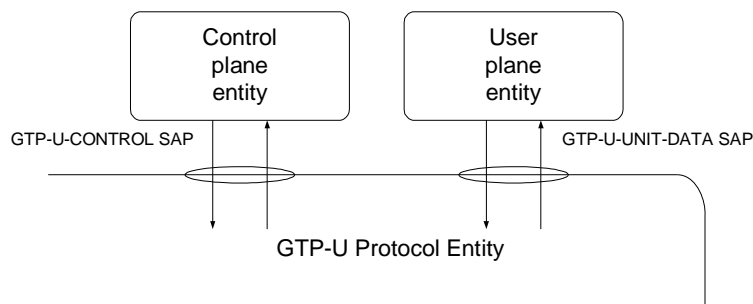 Control
plane
entity
User
plane
entity
GTP-U-CONTROL SAP
GTP-U-UNIT-DATA SAP
GTP-U Protocol Entity